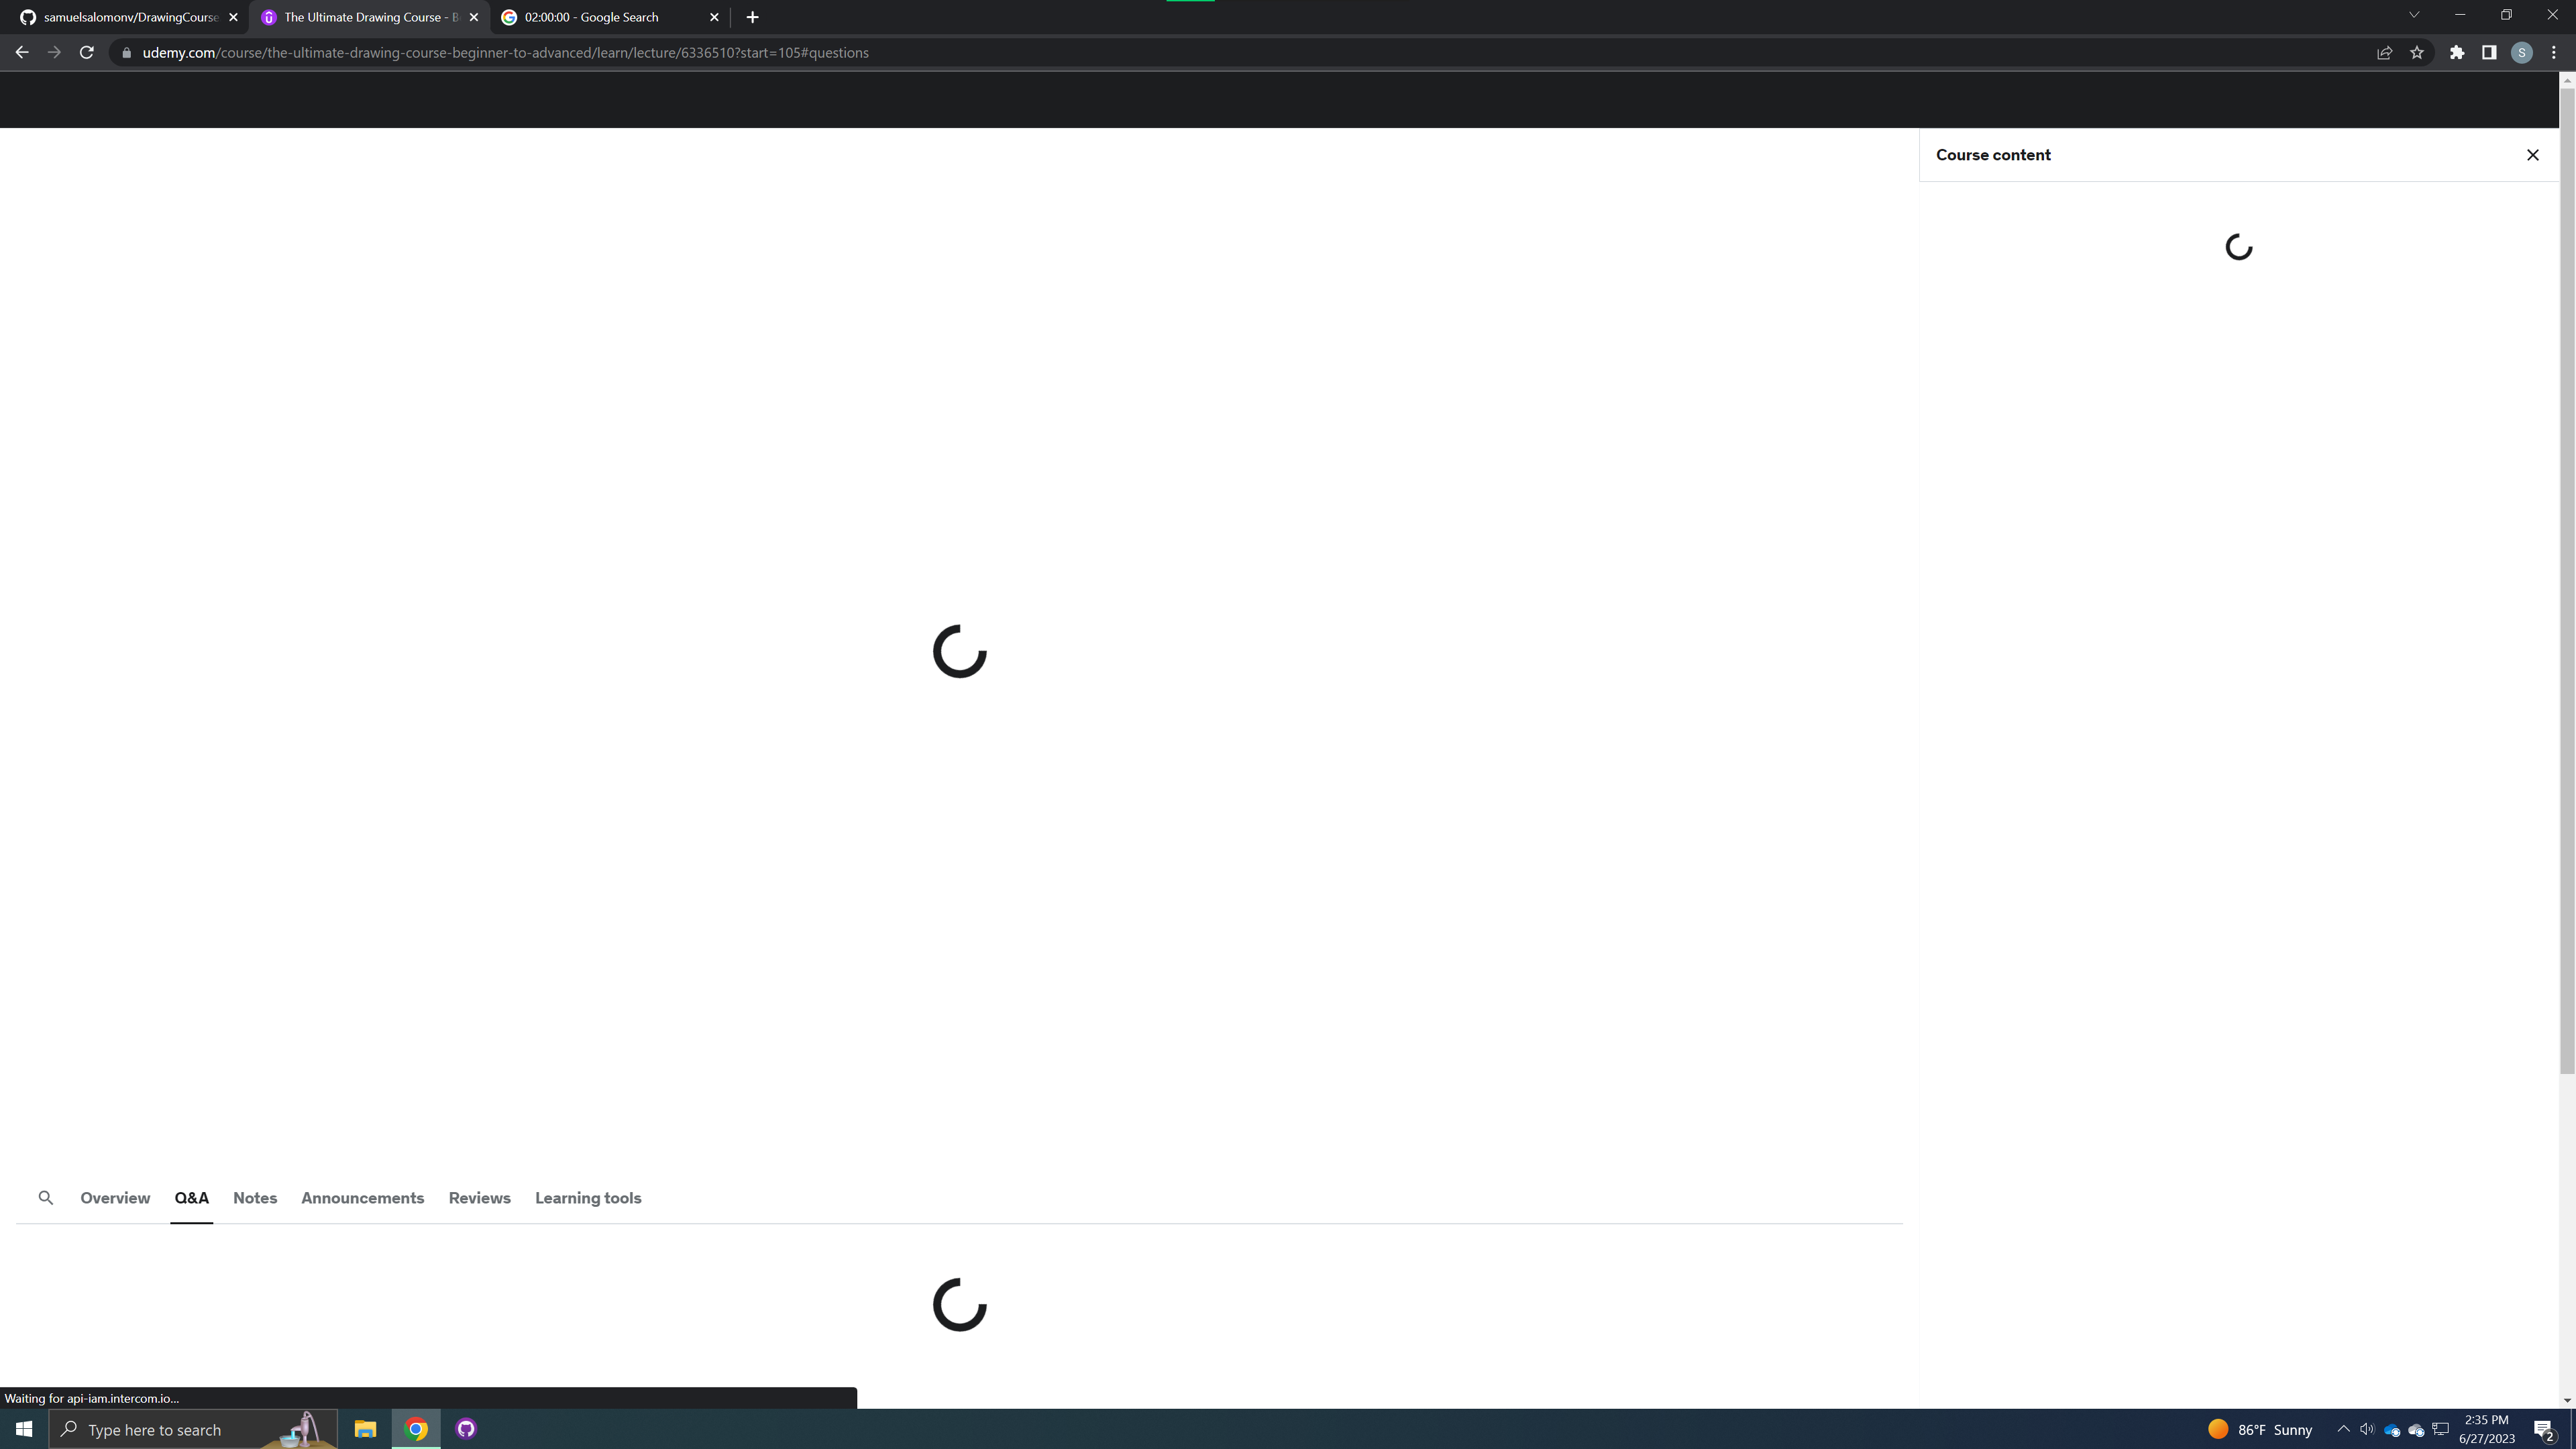 samuelsalomonv/DrawingCourse
The Ultimate Drawing Course - B
02:00:00 - Google Search
udemy.com/course/the-ultimate-drawing-course-beginner-to-advanced/learn/lecture/6336510?start=105#questions
S
Course content
Overview
Q&A
Notes
Announcements
Reviews
Learning tools
Waiting for api-iam.intercom.io...
Type here to search
86°F Sunny
2:35 PM
6/27/2023
2